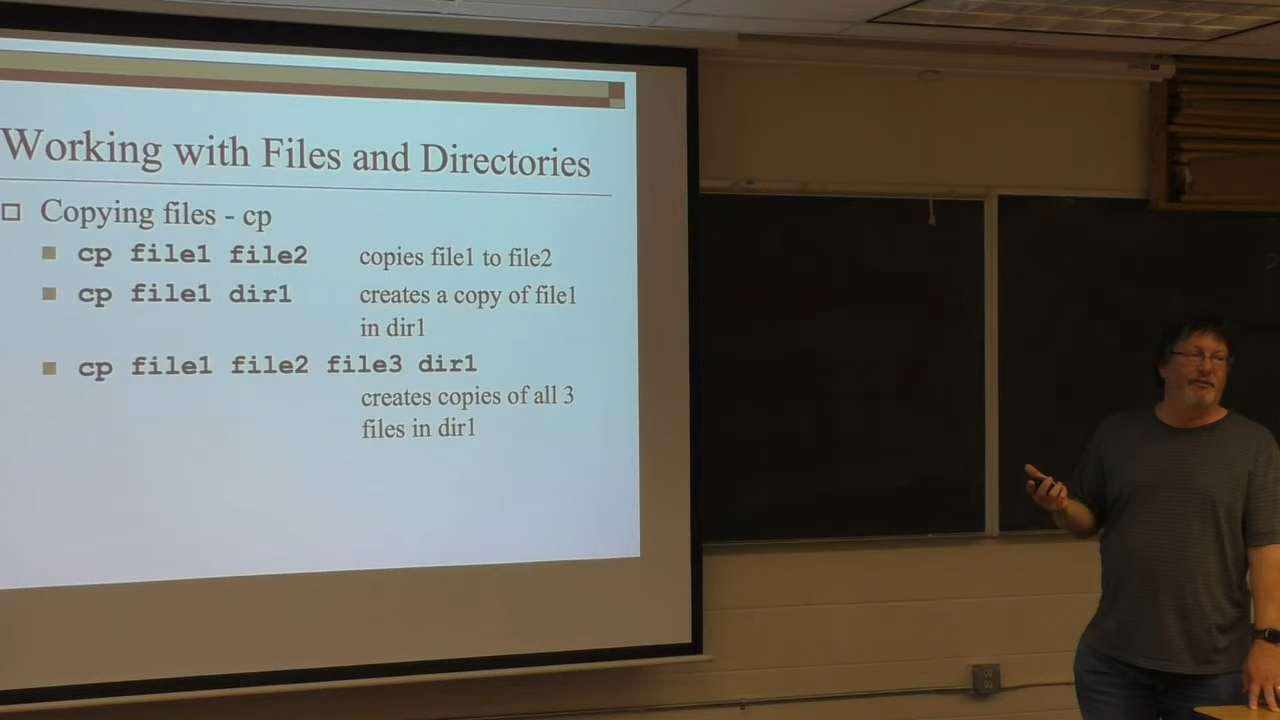 Working with Files and Directories
Copying files - cp
cp file1 file2 copies file1 to file2
cp file1 dir1 creates a copy of file1
in dir1
cp file1 file2 file3 dir1
creates copies of all 3
files in dir1